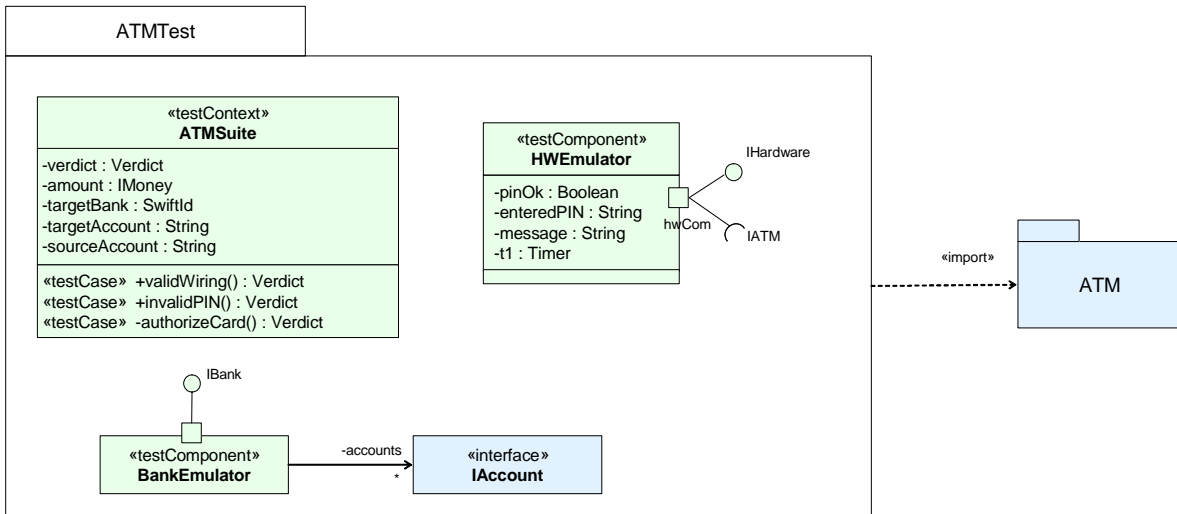 ATMTest
«testContext»
ATMSuite
-verdict : Verdict
-amount : IMoney
-targetBank : SwiftId
-targetAccount : String
-sourceAccount : String
«testCase» +validWiring() : Verdict
«testCase» +invalidPIN() : Verdict
«testCase» -authorizeCard() : Verdict
«testComponent»
HWEmulator
-pinOk : Boolean
-enteredPIN : String
-message : String
-t1 : Timer
IHardware
hwCom
IATM
«import»
ATM
IBank
«testComponent»
BankEmulator
-accounts
*
«interface»
IAccount